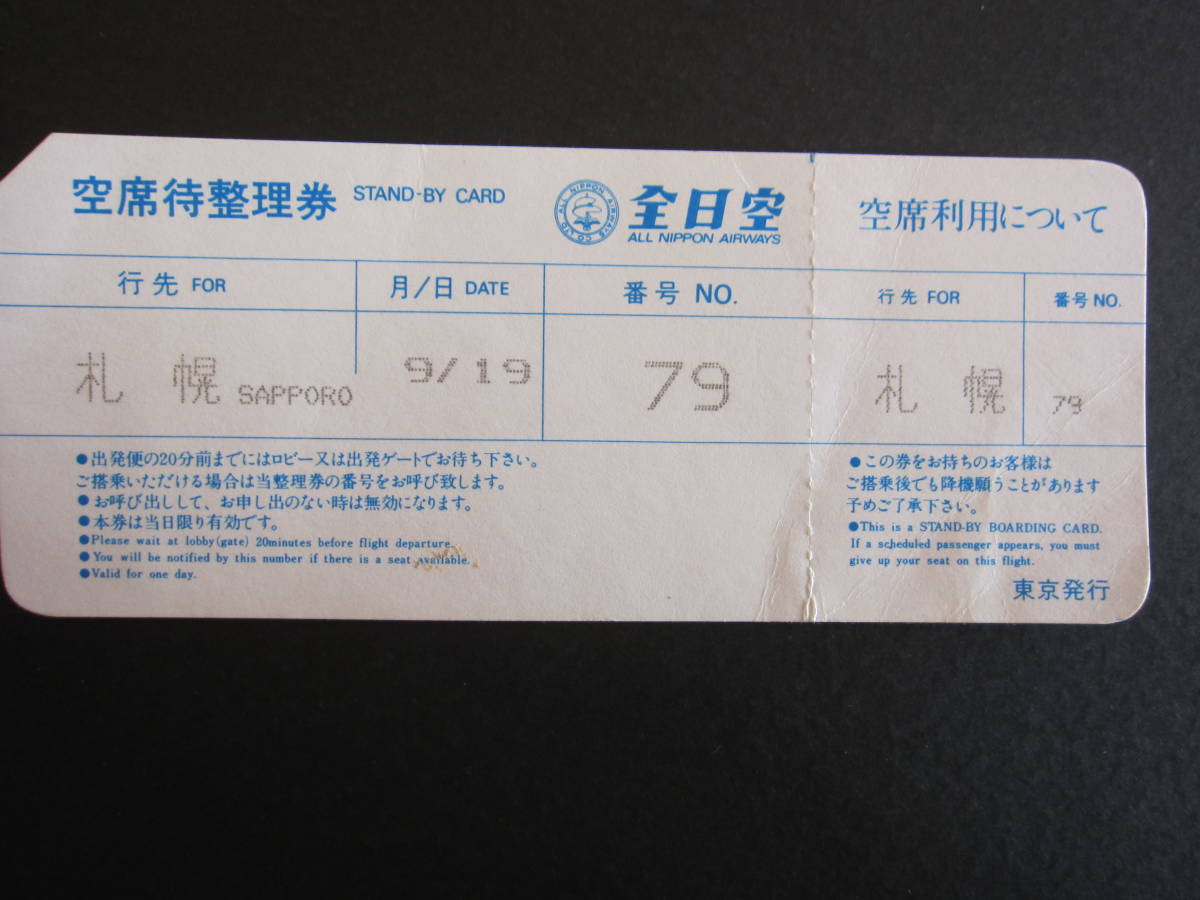 空席待整理券 STAND-BY CARD
ALL NIPPON AIRWAYS CO. LTD
全日空
ALL NIPPON AIRWAYS
行先 FOR
月/日 DATE
番号 NO.
札幌 SAPPORO
9/19
79
●出発便の20分前までにはロビー又は出発ゲートでお待ち下さい。
ご搭乗いただける場合は当整理券の番号をお呼び致します。
●お呼び出しして、お申し出のない時は無効になります。
●本券は当日限り有効です。
●Please wait at lobby(gate) 20minutes before flight departure.
●You will be notified by this number if there is a seat available.
●Valid for one day.
空席利用について
行先 FOR
番号 NO.
札幌
79
●この券をお持ちのお客様は
ご搭乗後でも降機願うことがあります
予めご了承下さい。
●This is a STAND-BY BOARDING CARD.
If a scheduled passenger appears, you must
give up your seat on this flight.
東京発行